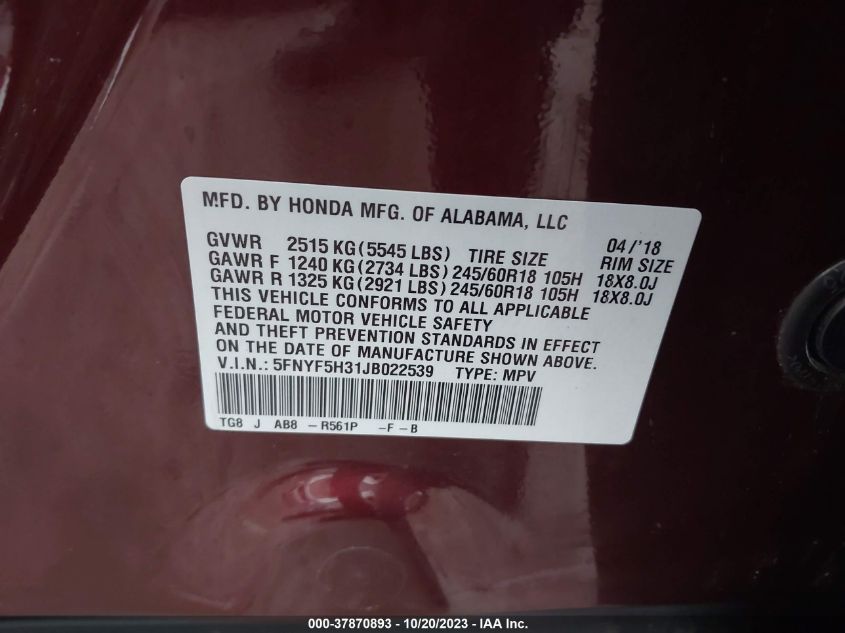 MFD. BY HONDA MFG. OF ALABAMA, LLC
GVWR 2515 KG (5545 LBS) TIRE SIZE 04/'18 RIM SIZE
GAWR F 1240 KG (2734 LBS) 245/60R18 105H 18X8.0J
GAWR R 1325 KG (2921 LBS) 245/60R18 105H 18X8.0J
THIS VEHICLE CONFORMS TO ALL APPLICABLE
FEDERAL MOTOR VEHICLE SAFETY
AND THEFT PREVENTION STANDARDS IN EFFECT
ON THE DATE OF MANUFACTURE SHOWN ABOVE.
V.I.N.: 5FNYF5H31JB022539 TYPE: MPV
TG8 J AB8 -R561P -F-B
000-37870893 - 10/20/2023 - IAA Inc.